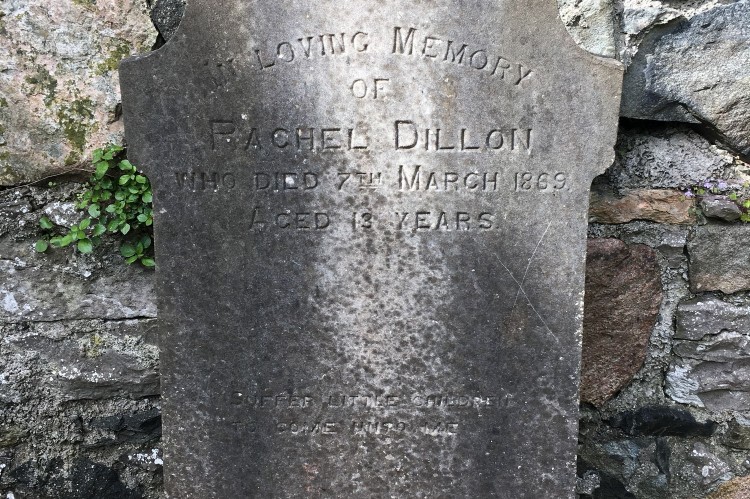 IN LOVING MEMORY
OF
RACHEL DILLON
WHO DIED 7TH MARCH 1869.
AGED 13 YEARS.
SUFFER LITTLE CHILDREN
TO COME UNTO ME